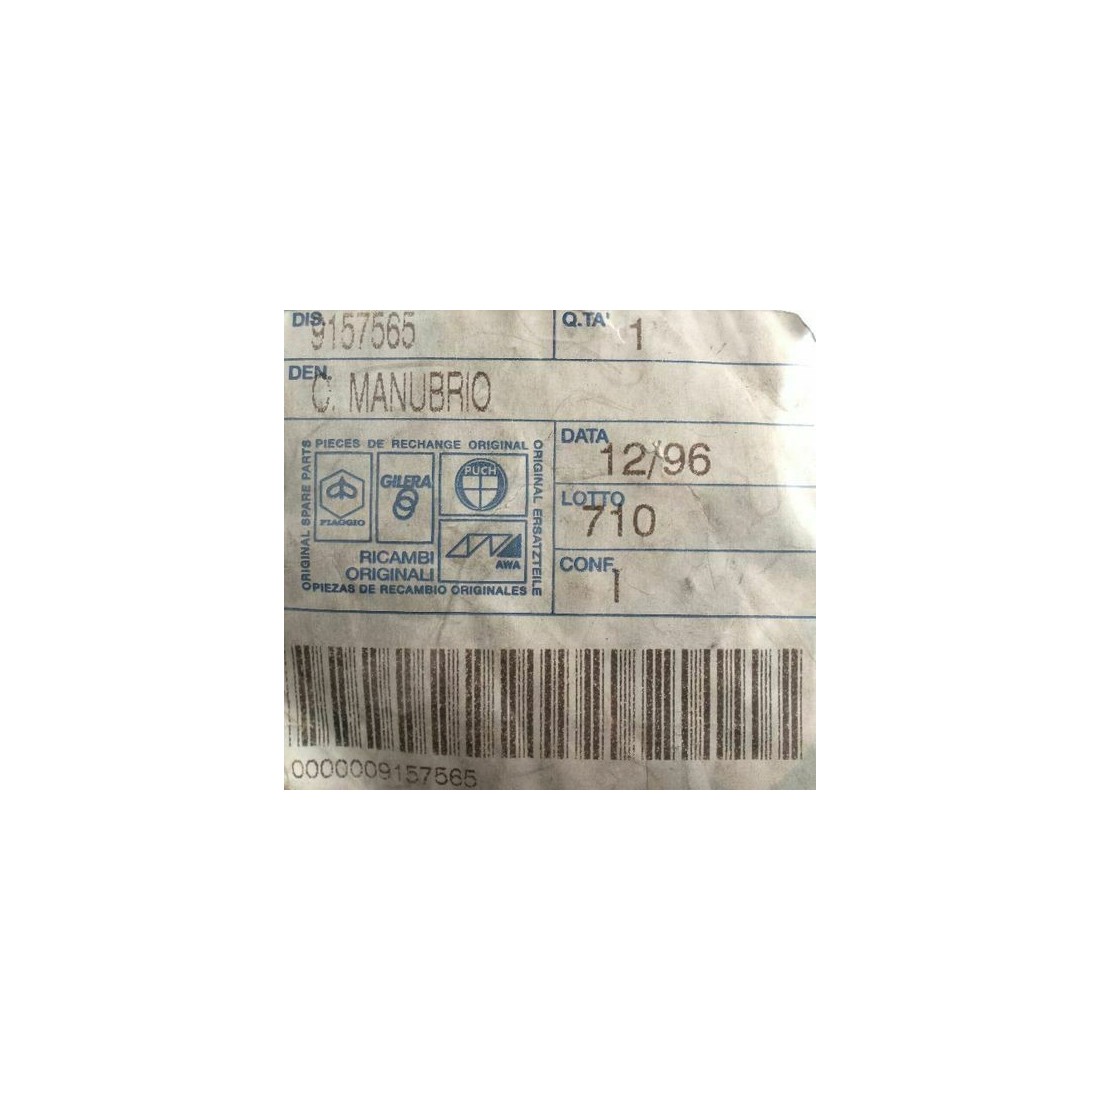 DIS. 9157565
Q.TA' 1
DEN. C. MANUBRIO
PIECES DE RECHANGE ORIGINAL
ORIGINAL SPARE PARTS
ORIGINAL ERSATZTEILE
PIAGGIO
GILERA
PUCH
AWA
RICAMBI
ORIGINALI
PIEZAS DE RECAMBIO ORIGINALES
DATA 12/96
LOTTO 710
CONF. 1
0000009157565